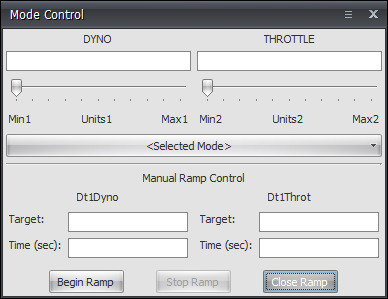 Mode Control
DYNO THROTTLE
Min1 Units1 Max1 Min2 Units2 Max2
<Selected Mode>
Manual Ramp Control
Dt1Dyno Dt1Throt
Target: Target:
Time (sec): Time (sec):
Begin Ramp Stop Ramp Close Ramp